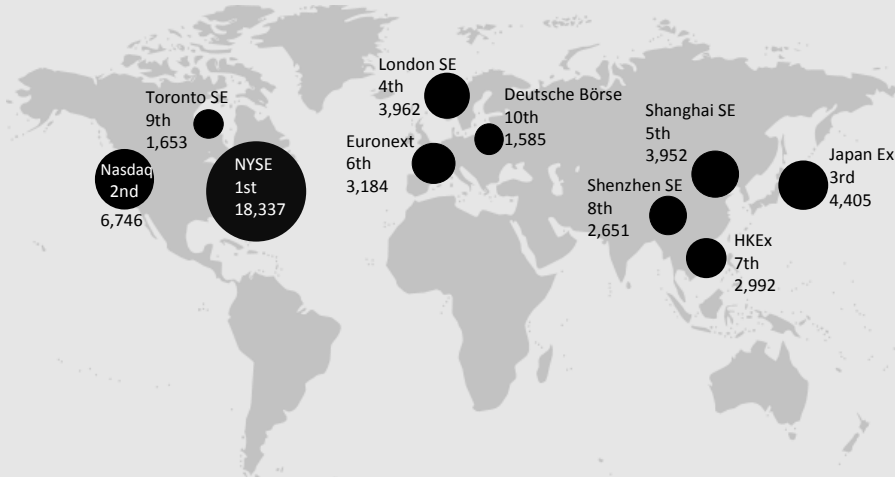 London SE
4th
3,962
Deutsche Börse
10th
1,585
Toronto SE
9th
1,653
Shanghai SE
5th
3,952
Euronext
6th
3,184
Japan Ex
3rd
4,405
Nasdaq
2nd
6,746
NYSE
1st
18,337
Shenzhen SE
8th
2,651
HKEx
7th
2,992